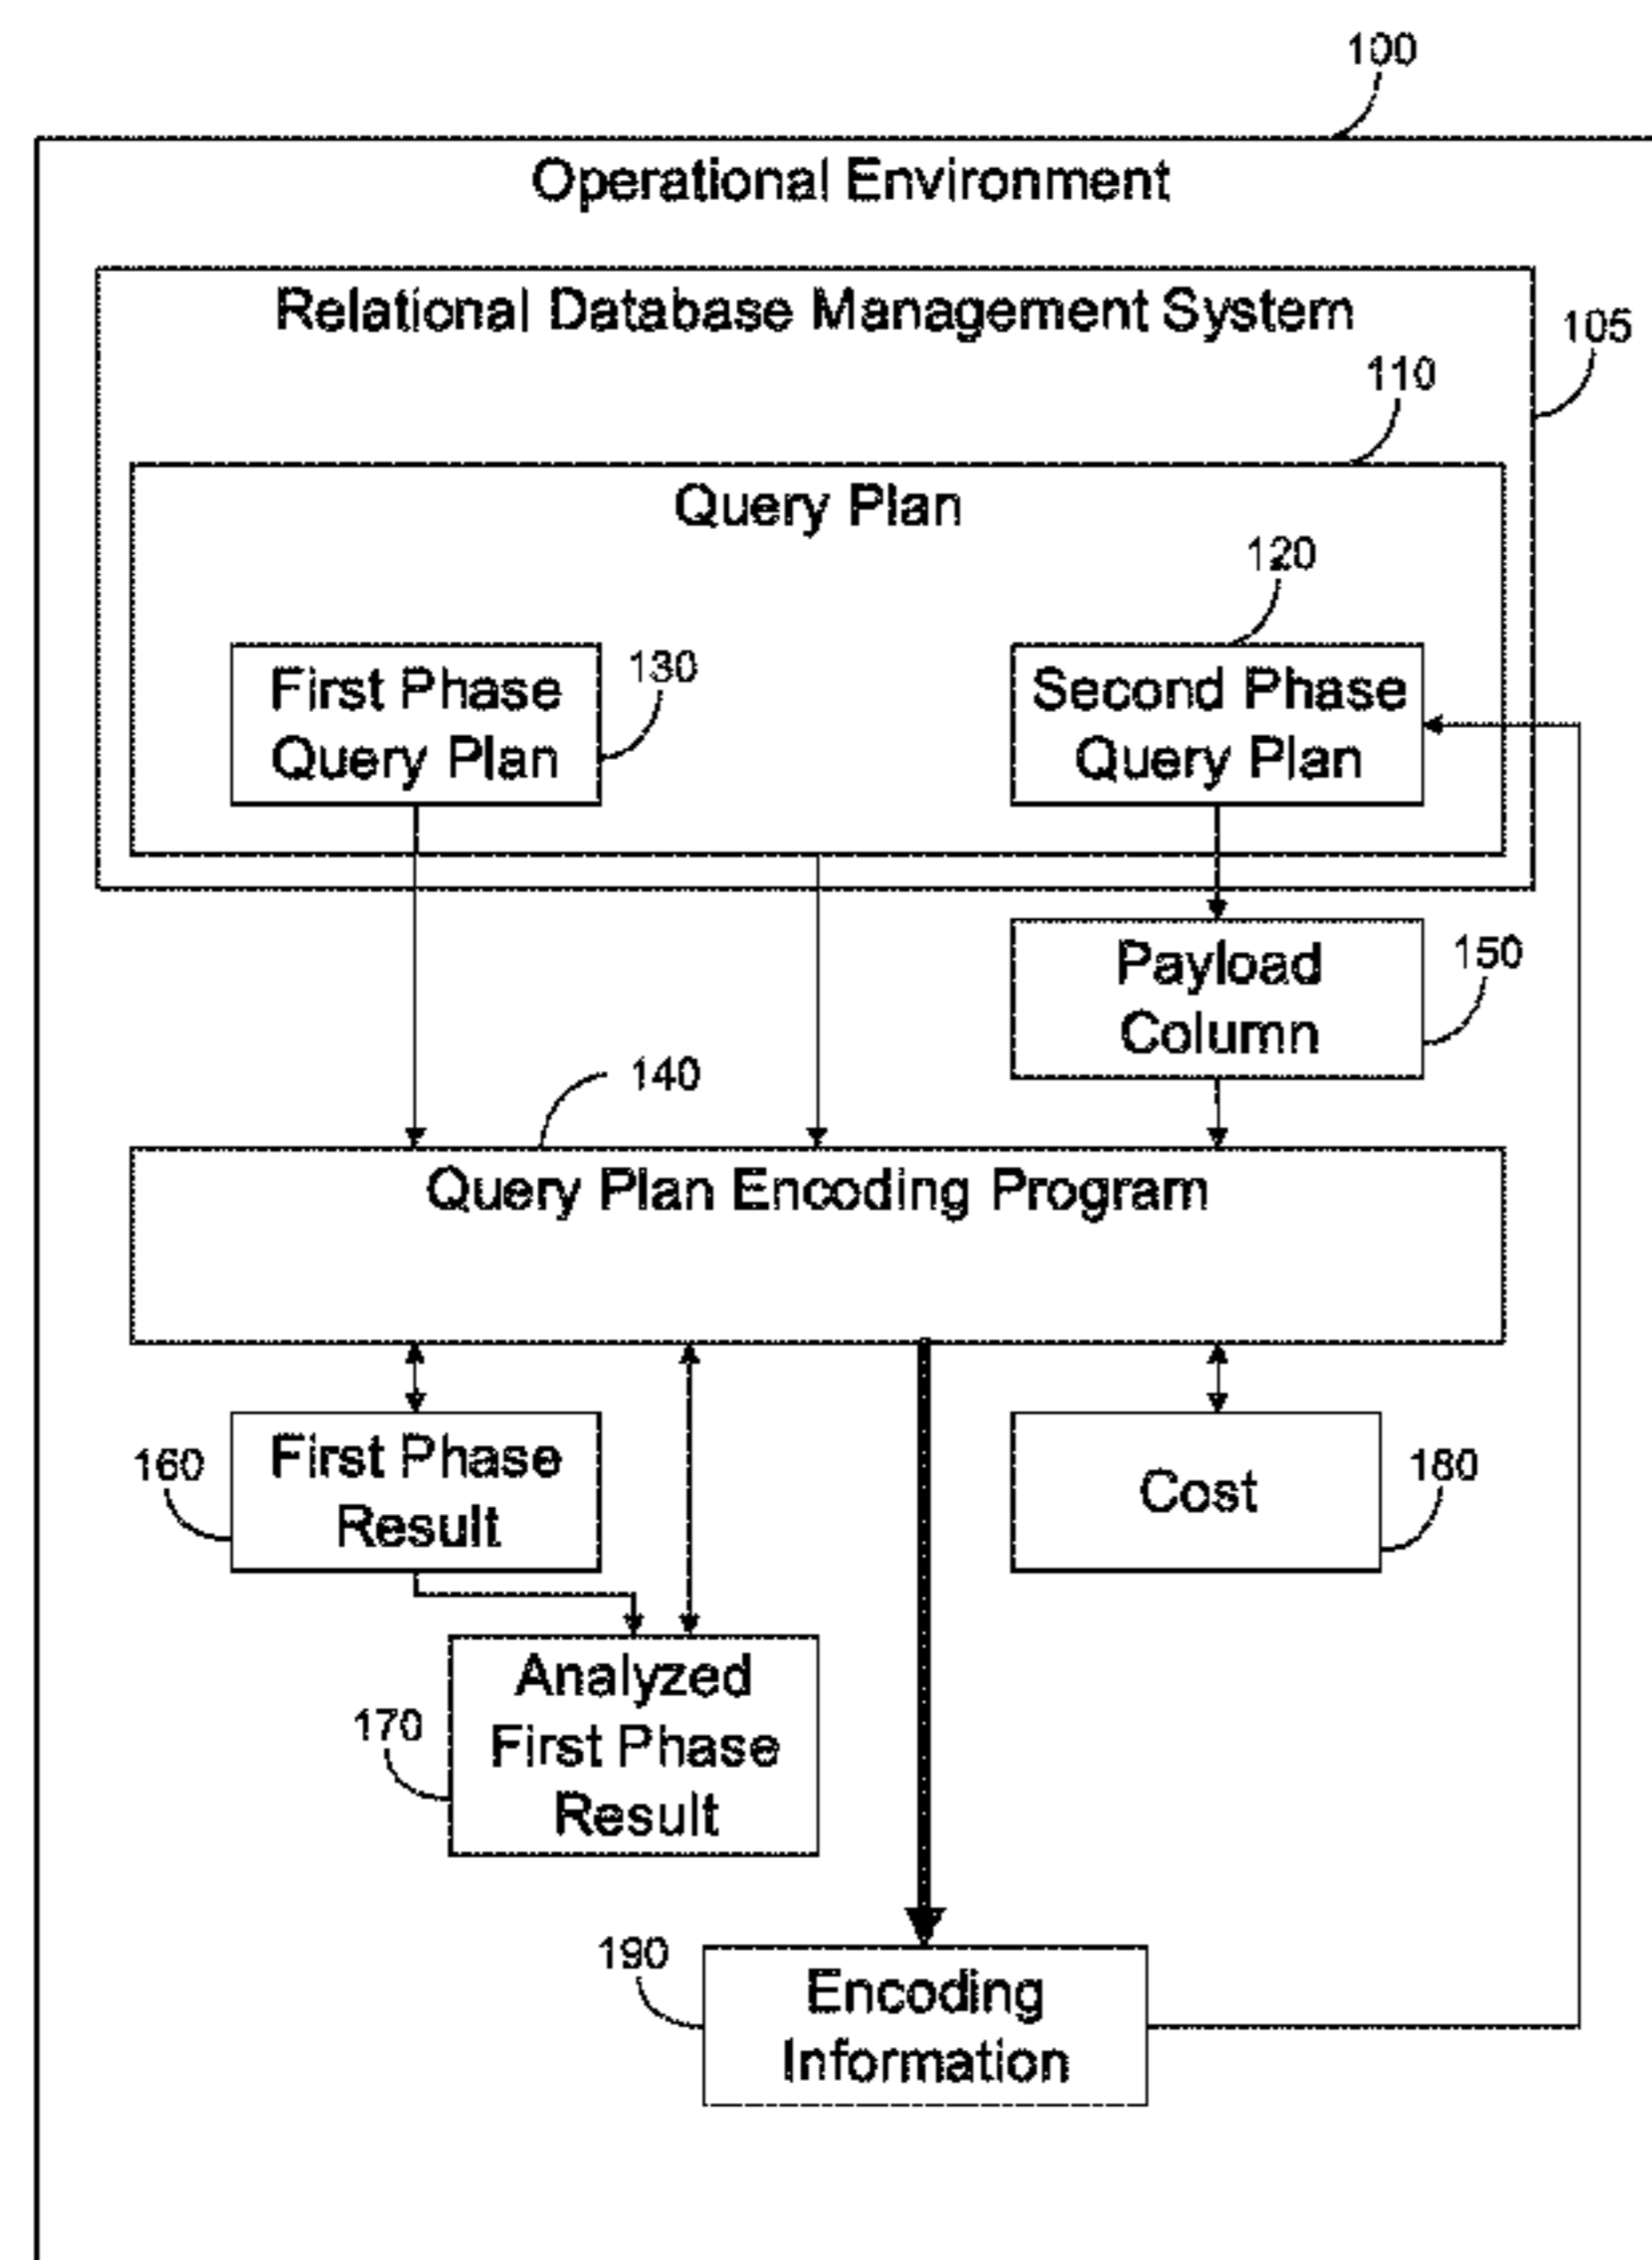 100
Operational Environment
Relational Database Management System
105
110
Query Plan
120
First Phase
Query Plan
130
Second Phase
Query Plan
Payload
Column
150
140
Query Plan Encoding Program
160
First Phase
Result
Cost
180
170
Analyzed
First Phase
Result
190
Encoding
Information